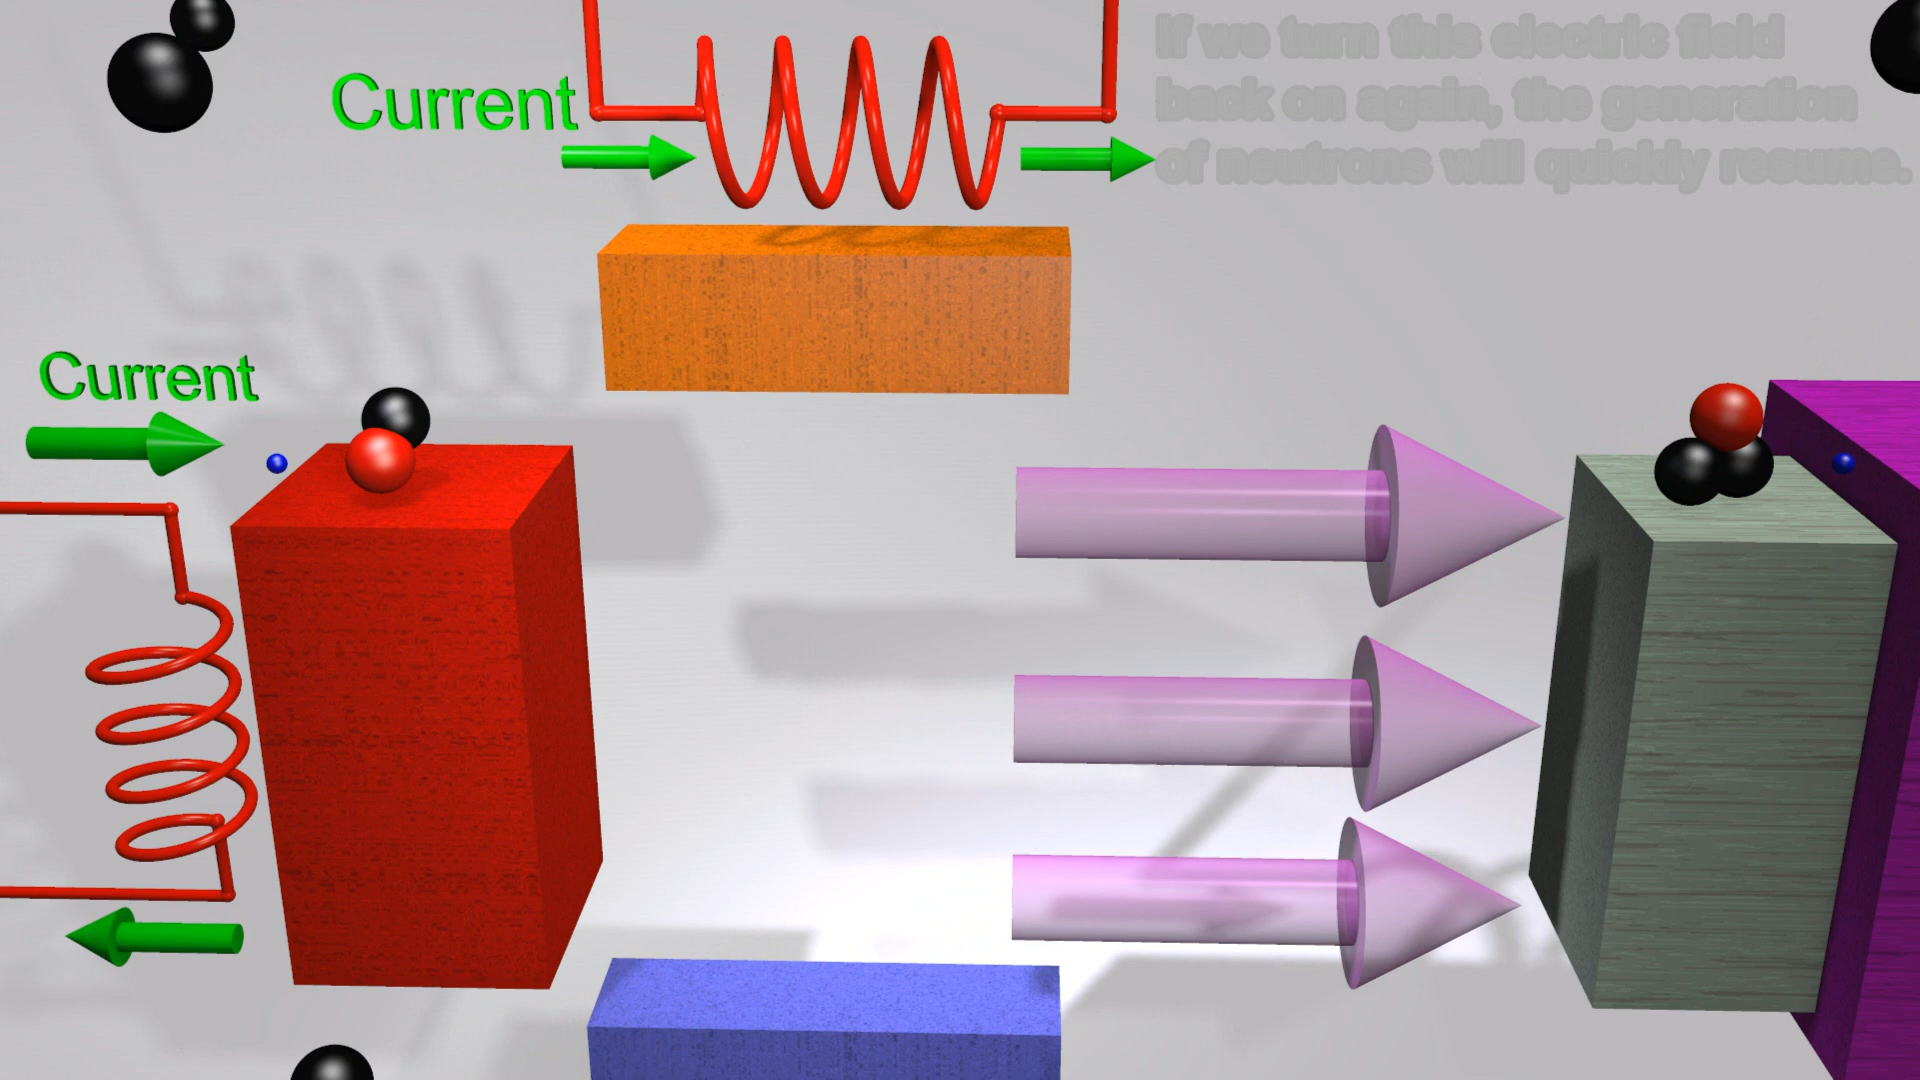 Current
If we turn this electric field
back on again, the generation
of neutrons will quickly resume.
Current